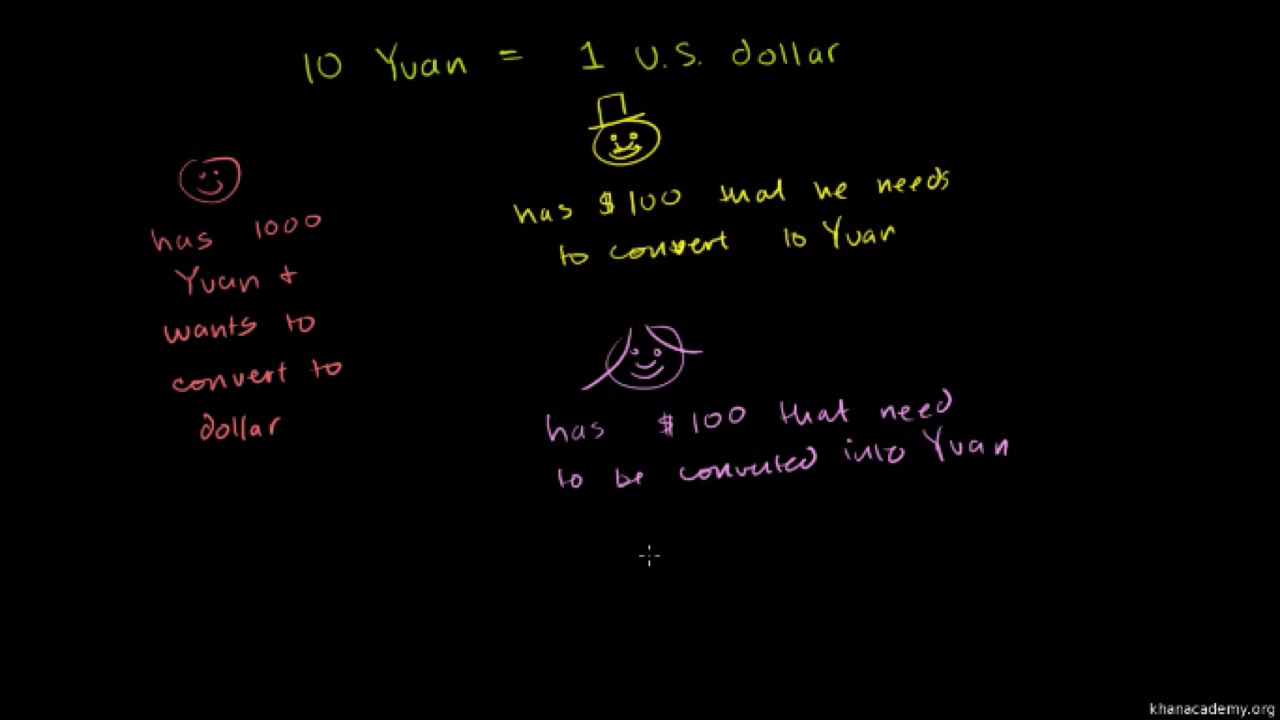 10 Yuan = 1 U.S. dollar
has 1000
Yuan +
wants to
convert to
dollar
has $100 that he needs
to convert to Yuan
has $100 that need
to be converted into Yuan
khanacademy.org